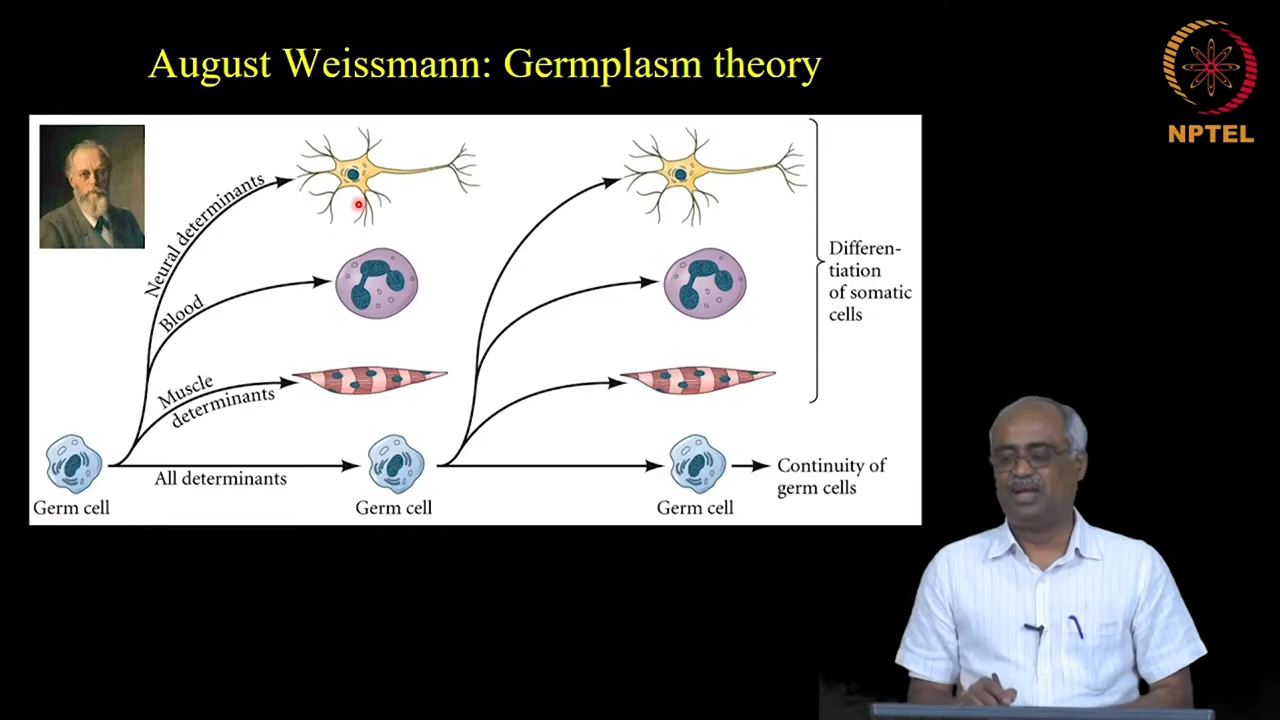 August Weissmann: Germplasm theory
NPTEL
Neural determinants
Blood
Muscle
determinants
All determinants
Germ cell
Germ cell
Germ cell
Differen-
tiation
of somatic
cells
Continuity of
germ cells